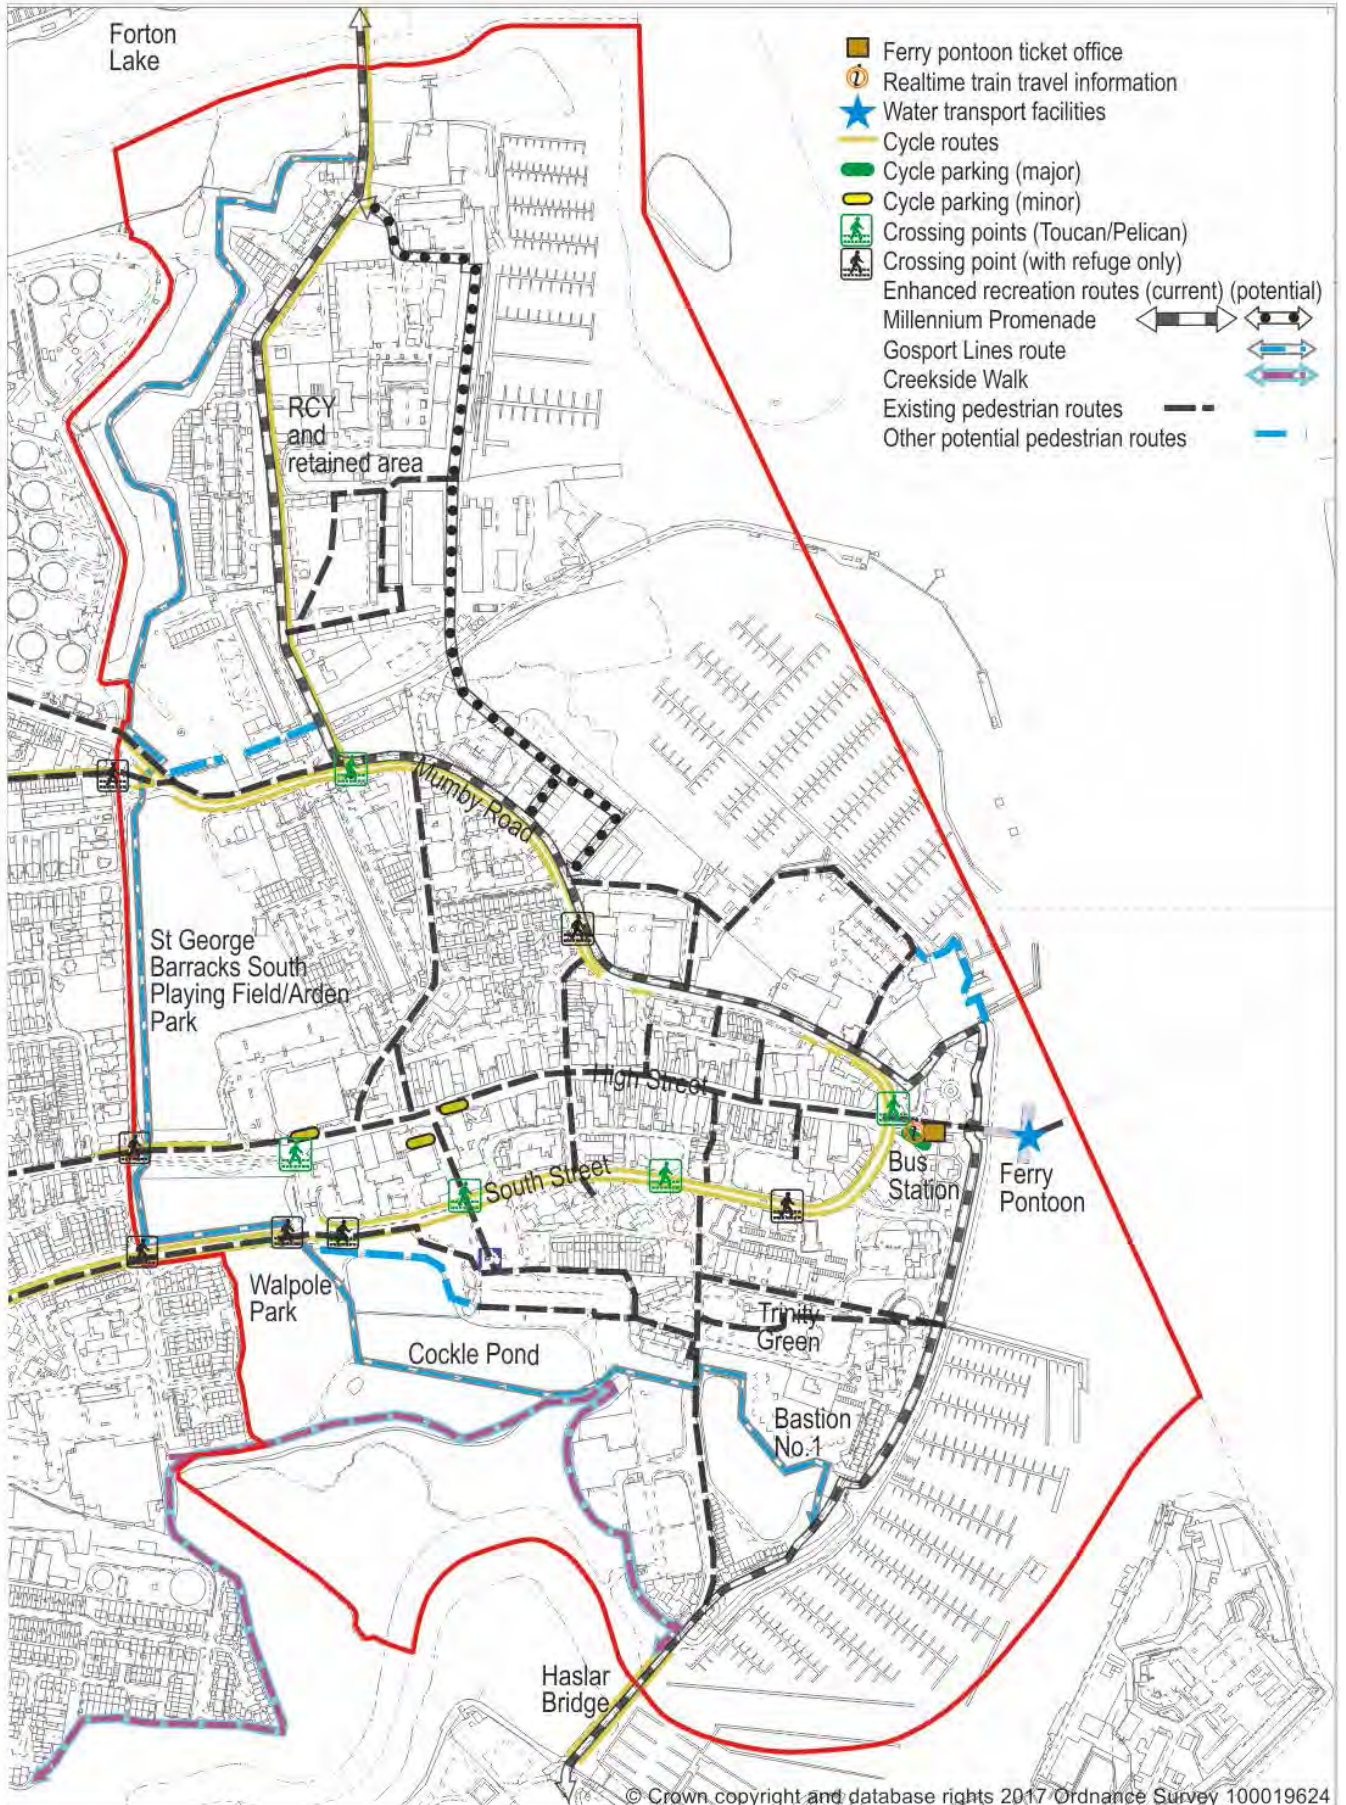 Forton
Lake
Ferry pontoon ticket office
Realtime train travel information
Water transport facilities
Cycle routes
Cycle parking (major)
Cycle parking (minor)
Crossing points (Toucan/Pelican)
Crossing point (with refuge only)
Enhanced recreation routes (current) (potential)
Millennium Promenade
Gosport Lines route
Creekside Walk
Existing pedestrian routes
Other potential pedestrian routes
RCY
and
retained area
Mumby Road
St George
Barracks South
Playing Field/Arden
Park
High Street
South Street
Bus
Station
Ferry
Pontoon
Walpole
Park
Trinity
Green
Cockle Pond
Bastion
No.1
Haslar
Bridge
© Crown copyright and database rights 2017 Ordnance Survey 100019624